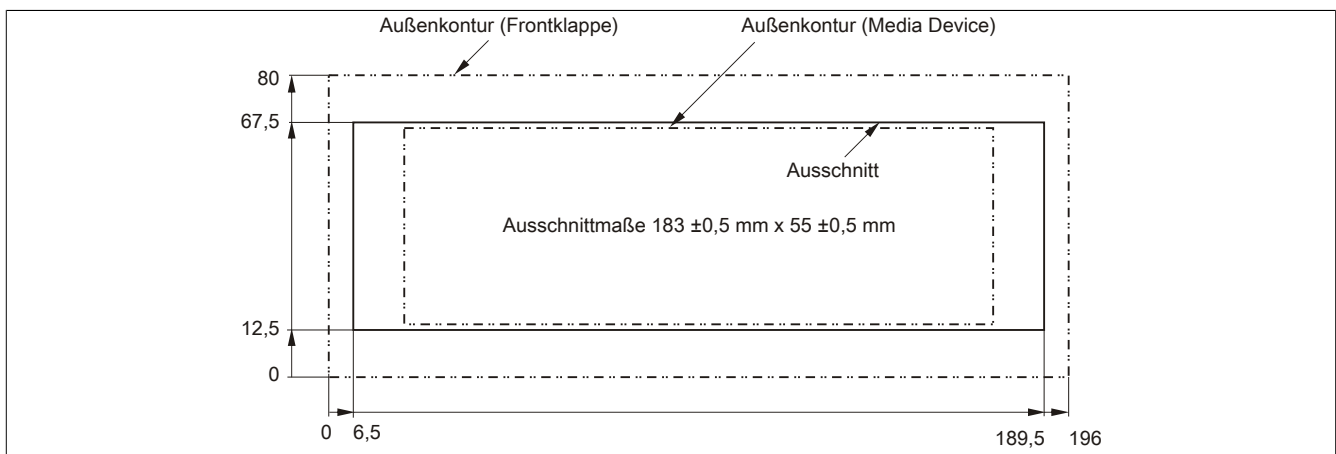 Außenkontur (Frontklappe)
Außenkontur (Media Device)
80
67,5
Ausschnitt
Ausschnittmaße 183 ±0,5 mm x 55 ±0,5 mm
12,5
0
0
6,5
189,5
196